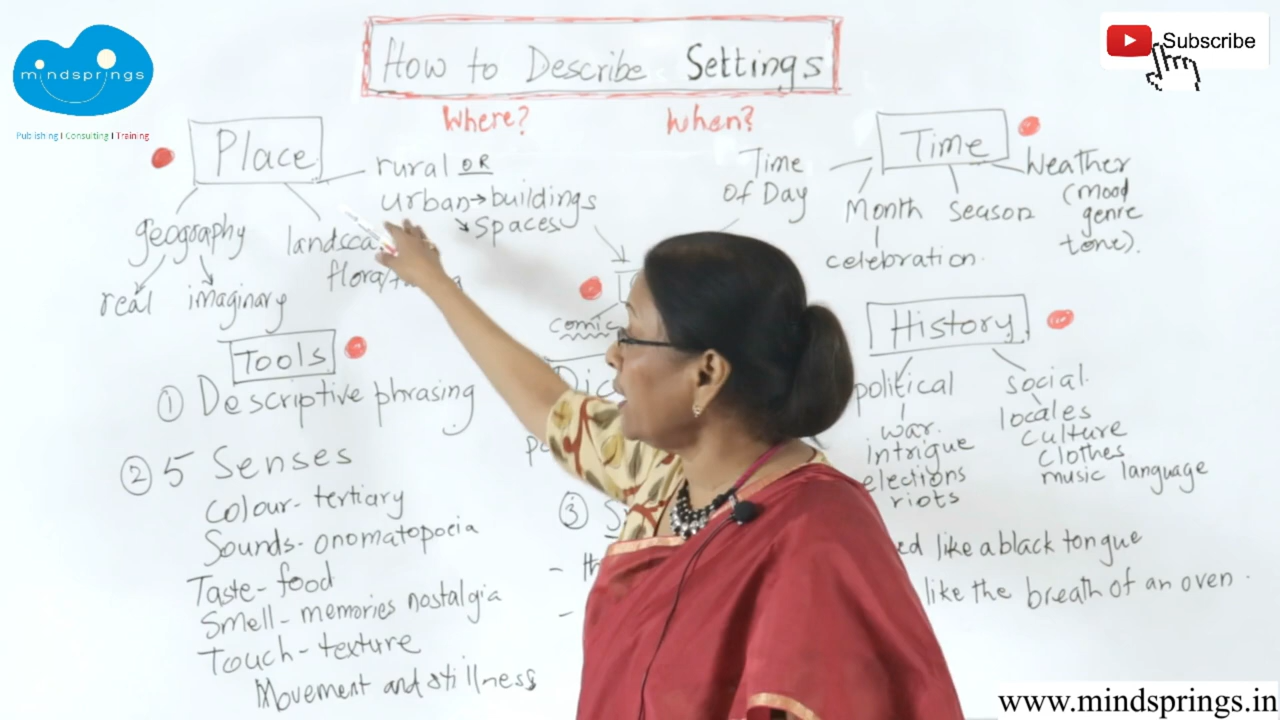 mindsprings
Publishing I Consulting I Training
Subscribe
How to Describe Settings
Where?
When?
Place
rural OR
urban→buildings
↘spaces
geography
real
imaginary
flora/
Time
Time
Of Day
Month
celebration.
Season
Weather
(mood
genre
tone).
comic
History
political
war.
intrigue
elections
riots
social.
locales
culture
clothes
music language
Tools
① Descriptive phrasing
② 5 Senses
Colour- tertiary
Sounds- onomatopoeia
Taste- food
Smell- memories nostalgia
Touch- texture
Movement and stillness
③
like a black tongue
like the breath of an oven.
www.mindsprings.in